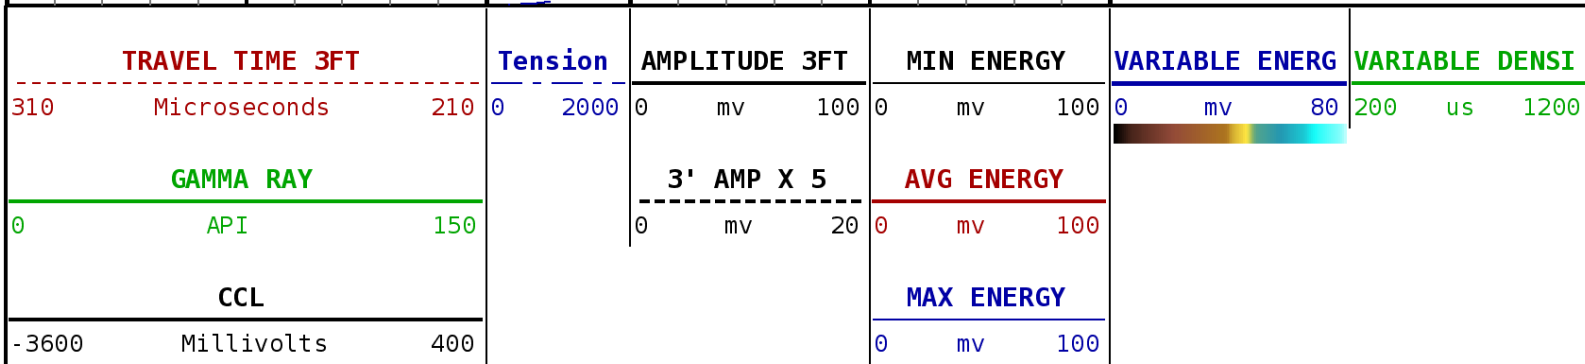 TRAVEL TIME 3FT
310 Microseconds 210
GAMMA RAY
0 API 150
CCL
-3600 Millivolts 400
Tension
0 2000
AMPLITUDE 3FT
0 mv 100
3' AMP X 5
0 mv 20
MIN ENERGY
0 mv 100
AVG ENERGY
0 mv 100
MAX ENERGY
0 mv 100
VARIABLE ENERG
0 mv 80
VARIABLE DENSI
200 us 1200